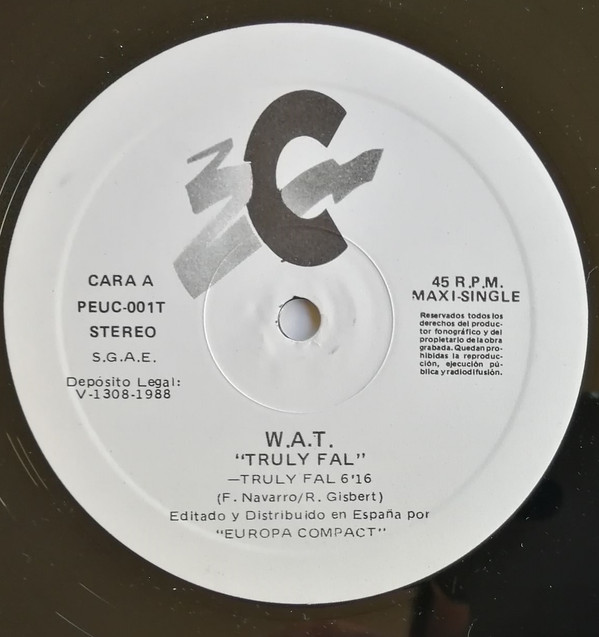 C
CARA A
PEUC-001T
STEREO
S.G.A.E.
Depósito Legal:
V-1308-1988
45 R.P.M.
MAXI-SINGLE
Reservados todos los
derechos del produc-
tor fonográfico y del
propietario de la obra
grabada. Quedan pro-
hibidas la reproduc-
ción, ejecución pú-
blica y radiodifusión.
W.A.T.
"TRULY FAL"
—TRULY FAL 6'16
(F. Navarro/R. Gisbert)
Editado y Distribuido en España por
"EUROPA COMPACT"